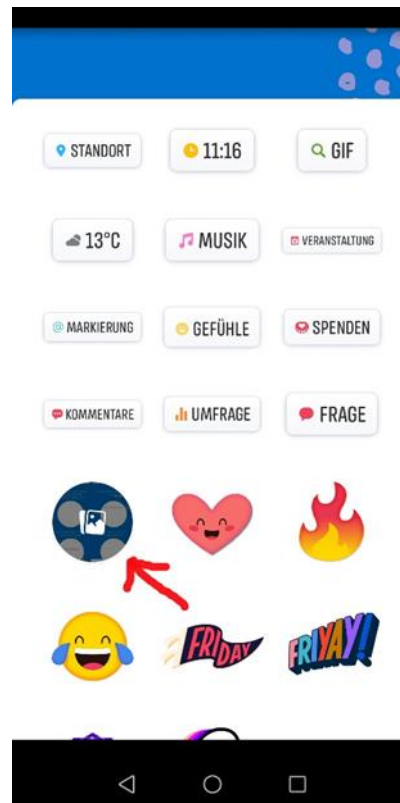 STANDORT
11:16
GIF
13°C
MUSIK
VERANSTALTUNG
@ MARKIERUNG
GEFÜHLE
SPENDEN
KOMMENTARE
UMFRAGE
FRAGE
FRIDAY
FRIYAY!